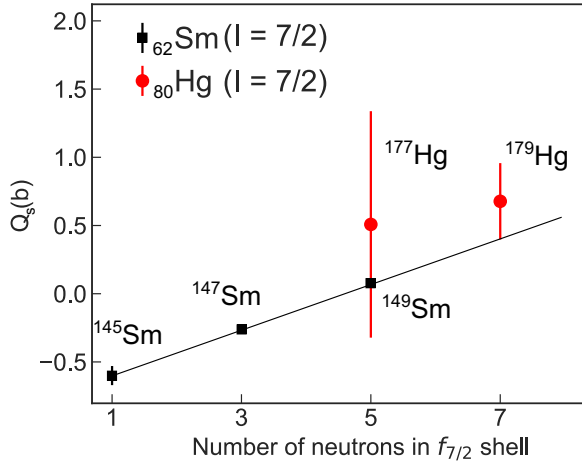 ₆₂Sm (I = 7/2)
₈₀Hg (I = 7/2)
2.0
1.5
1.0
0.5
0.0
−0.5
Qₛ(b)
¹⁷⁷Hg
¹⁷⁹Hg
¹⁴⁷Sm
¹⁴⁹Sm
¹⁴⁵Sm
1 3 5 7
Number of neutrons in f₇/₂ shell